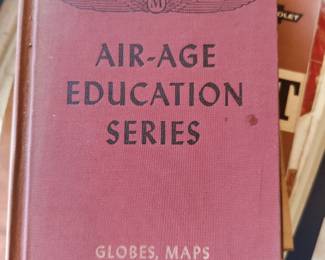 M
AIR-AGE
EDUCATION
SERIES
GLOBES, MAPS